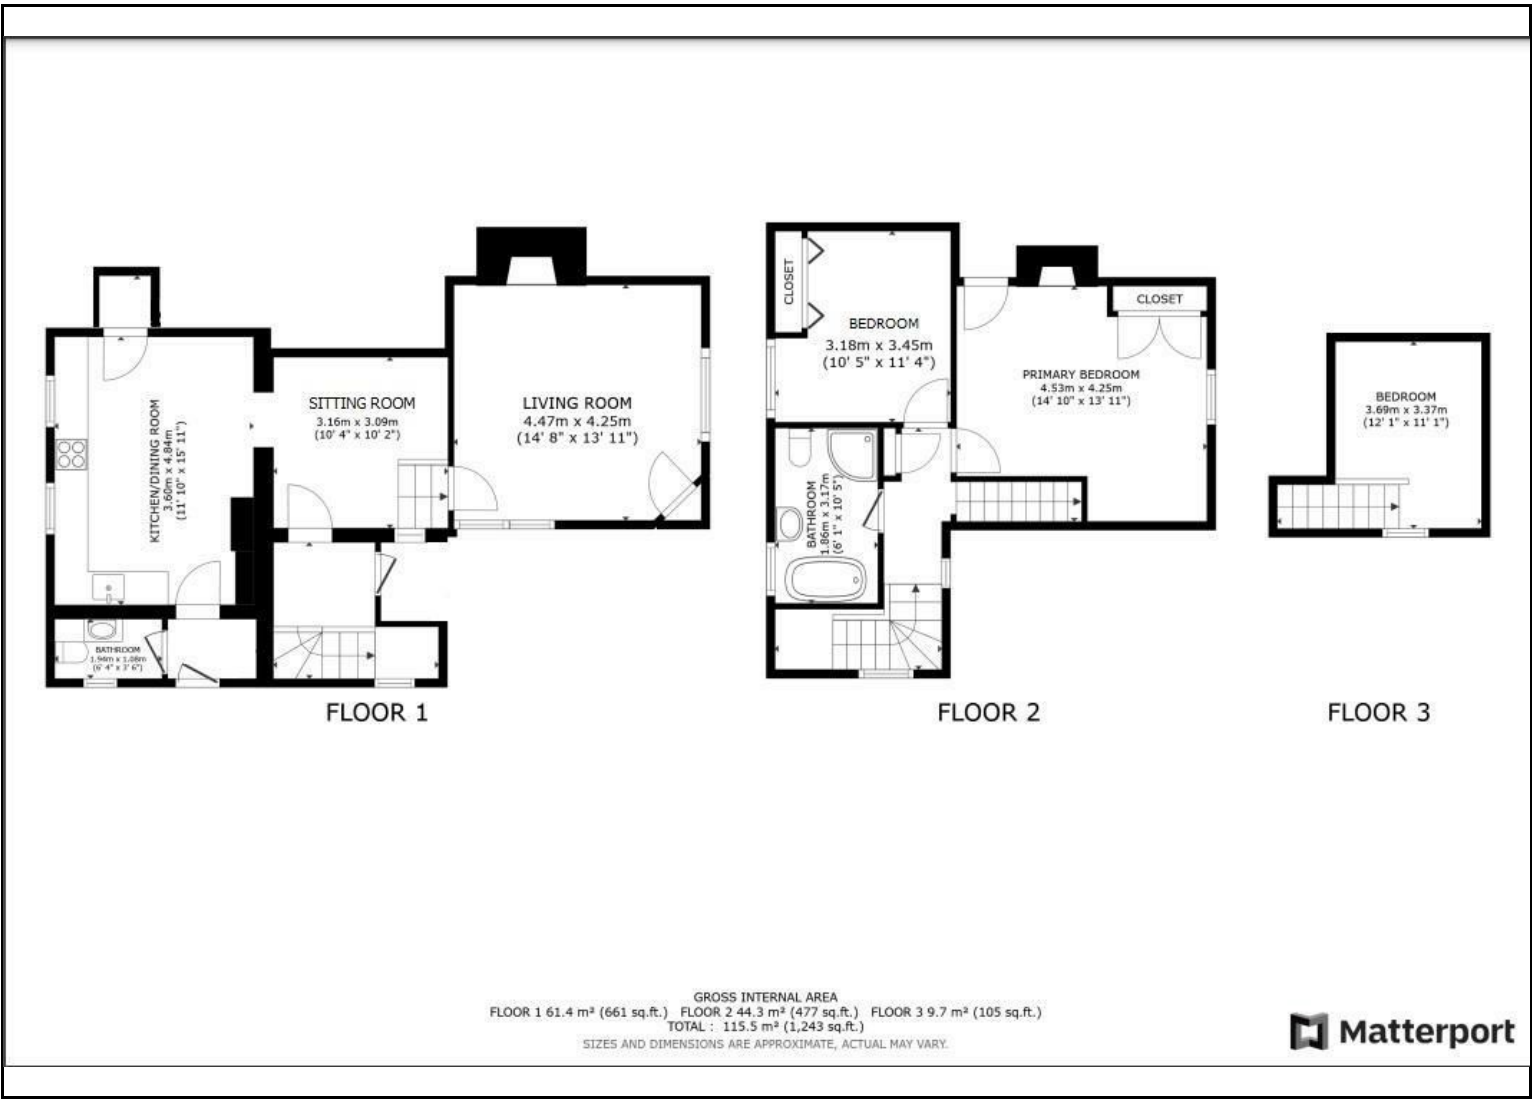 KITCHEN/DINING ROOM
3.60m x 4.84m
(11' 10" x 15' 11")
SITTING ROOM
3.16m x 3.09m
(10' 4" x 10' 2")
LIVING ROOM
4.47m x 4.25m
(14' 8" x 13' 11")
BATHROOM
1.94m x 1.08m
(6' 4" x 3' 6")
FLOOR 1
CLOSET
BEDROOM
3.18m x 3.45m
(10' 5" x 11' 4")
CLOSET
PRIMARY BEDROOM
4.53m x 4.25m
(14' 10" x 13' 11")
BATHROOM
1.86m x 3.17m
(6' 1" x 10' 5")
FLOOR 2
BEDROOM
3.69m x 3.37m
(12' 1" x 11' 1")
FLOOR 3
GROSS INTERNAL AREA
FLOOR 1 61.4 m² (661 sq.ft.) FLOOR 2 44.3 m² (477 sq.ft.) FLOOR 3 9.7 m² (105 sq.ft.)
TOTAL : 115.5 m² (1,243 sq.ft.)
SIZES AND DIMENSIONS ARE APPROXIMATE, ACTUAL MAY VARY.
Matterport